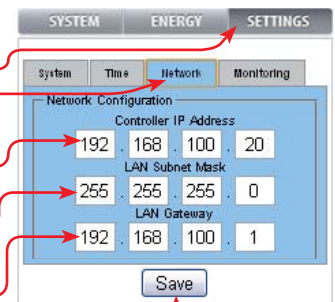 SYSTEM ENERGY SETTINGS
System Time Network Monitoring
Network Configuration
Controller IP Address
192 . 168 . 100 . 20
LAN Subnet Mask
255 . 255 . 255 . 0
LAN Gateway
192 . 168 . 100 . 1
Save